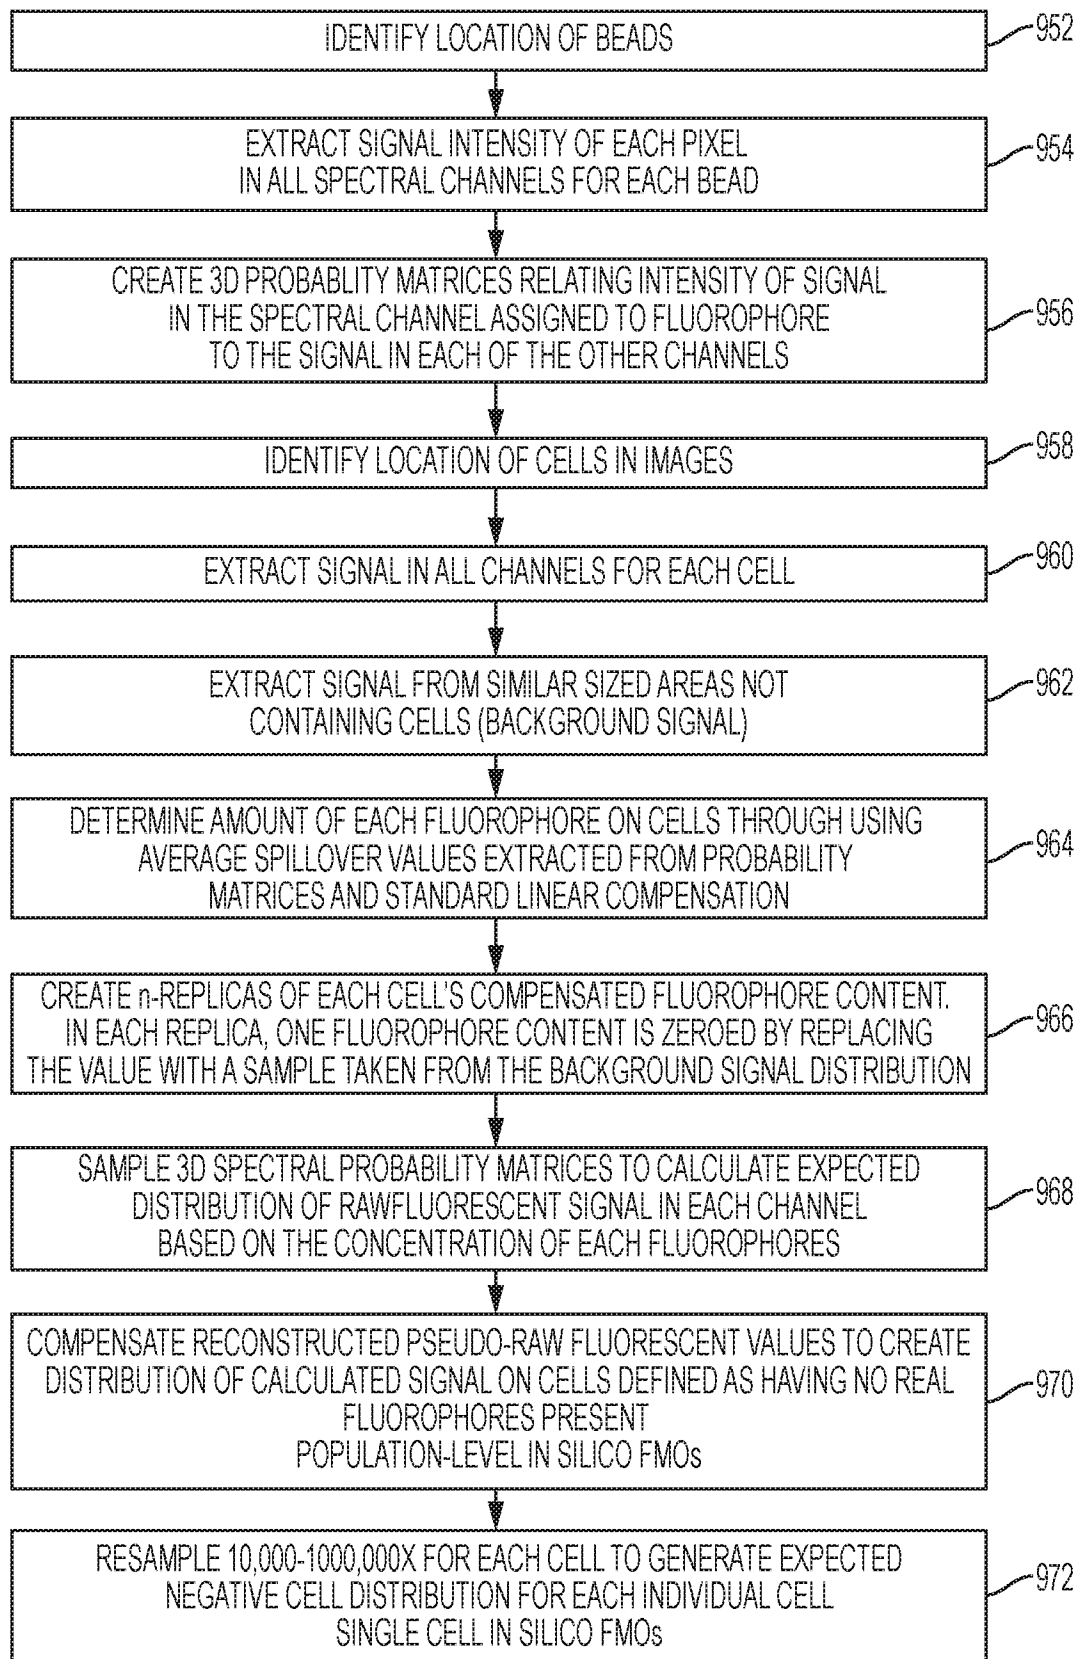 IDENTIFY LOCATION OF BEADS
952
EXTRACT SIGNAL INTENSITY OF EACH PIXEL
IN ALL SPECTRAL CHANNELS FOR EACH BEAD
954
CREATE 3D PROBABLITY MATRICES RELATING INTENSITY OF SIGNAL
IN THE SPECTRAL CHANNEL ASSIGNED TO FLUOROPHORE
TO THE SIGNAL IN EACH OF THE OTHER CHANNELS
956
IDENTIFY LOCATION OF CELLS IN IMAGES
958
EXTRACT SIGNAL IN ALL CHANNELS FOR EACH CELL
960
EXTRACT SIGNAL FROM SIMILAR SIZED AREAS NOT
CONTAINING CELLS (BACKGROUND SIGNAL)
962
DETERMINE AMOUNT OF EACH FLUOROPHORE ON CELLS THROUGH USING
AVERAGE SPILLOVER VALUES EXTRACTED FROM PROBABILITY
MATRICES AND STANDARD LINEAR COMPENSATION
964
CREATE n-REPLICAS OF EACH CELL'S COMPENSATED FLUOROPHORE CONTENT.
IN EACH REPLICA, ONE FLUOROPHORE CONTENT IS ZEROED BY REPLACING
THE VALUE WITH A SAMPLE TAKEN FROM THE BACKGROUND SIGNAL DISTRIBUTION
966
SAMPLE 3D SPECTRAL PROBABILITY MATRICES TO CALCULATE EXPECTED
DISTRIBUTION OF RAWFLUORESCENT SIGNAL IN EACH CHANNEL
BASED ON THE CONCENTRATION OF EACH FLUOROPHORES
968
COMPENSATE RECONSTRUCTED PSEUDO-RAW FLUORESCENT VALUES TO CREATE
DISTRIBUTION OF CALCULATED SIGNAL ON CELLS DEFINED AS HAVING NO REAL
FLUOROPHORES PRESENT
POPULATION-LEVEL IN SILICO FMOs
970
RESAMPLE 10,000-1000,000X FOR EACH CELL TO GENERATE EXPECTED
NEGATIVE CELL DISTRIBUTION FOR EACH INDIVIDUAL CELL
SINGLE CELL IN SILICO FMOs
972